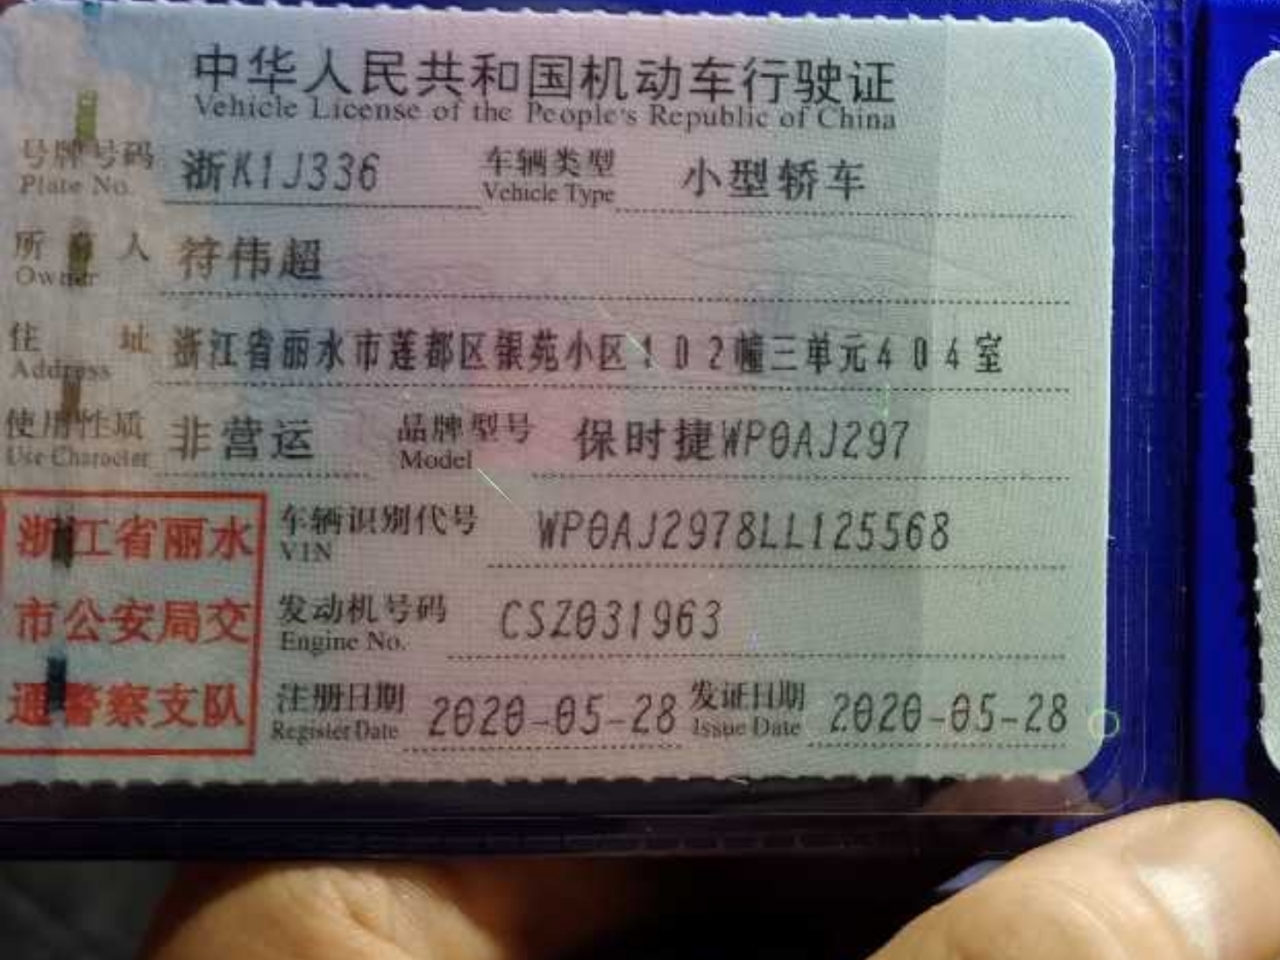 中华人民共和国机动车行驶证
Vehicle License of the People's Republic of China
号牌号码 浙K1J336 车辆类型 小型轿车
Plate No. Vehicle Type
所有人 符伟超
Owner
住址 浙江省丽水市莲都区银苑小区102幢三单元404室
Address
使用性质 非营运 品牌型号 保时捷WP0AJ297
Use Character Model
浙江省丽水 车辆识别代号 WP0AJ2978LL125568
VIN
市公安局交 发动机号码 CSZ031963
Engine No.
通警察支队 注册日期 2020-05-28 发证日期 2020-05-28
Register Date Issue Date